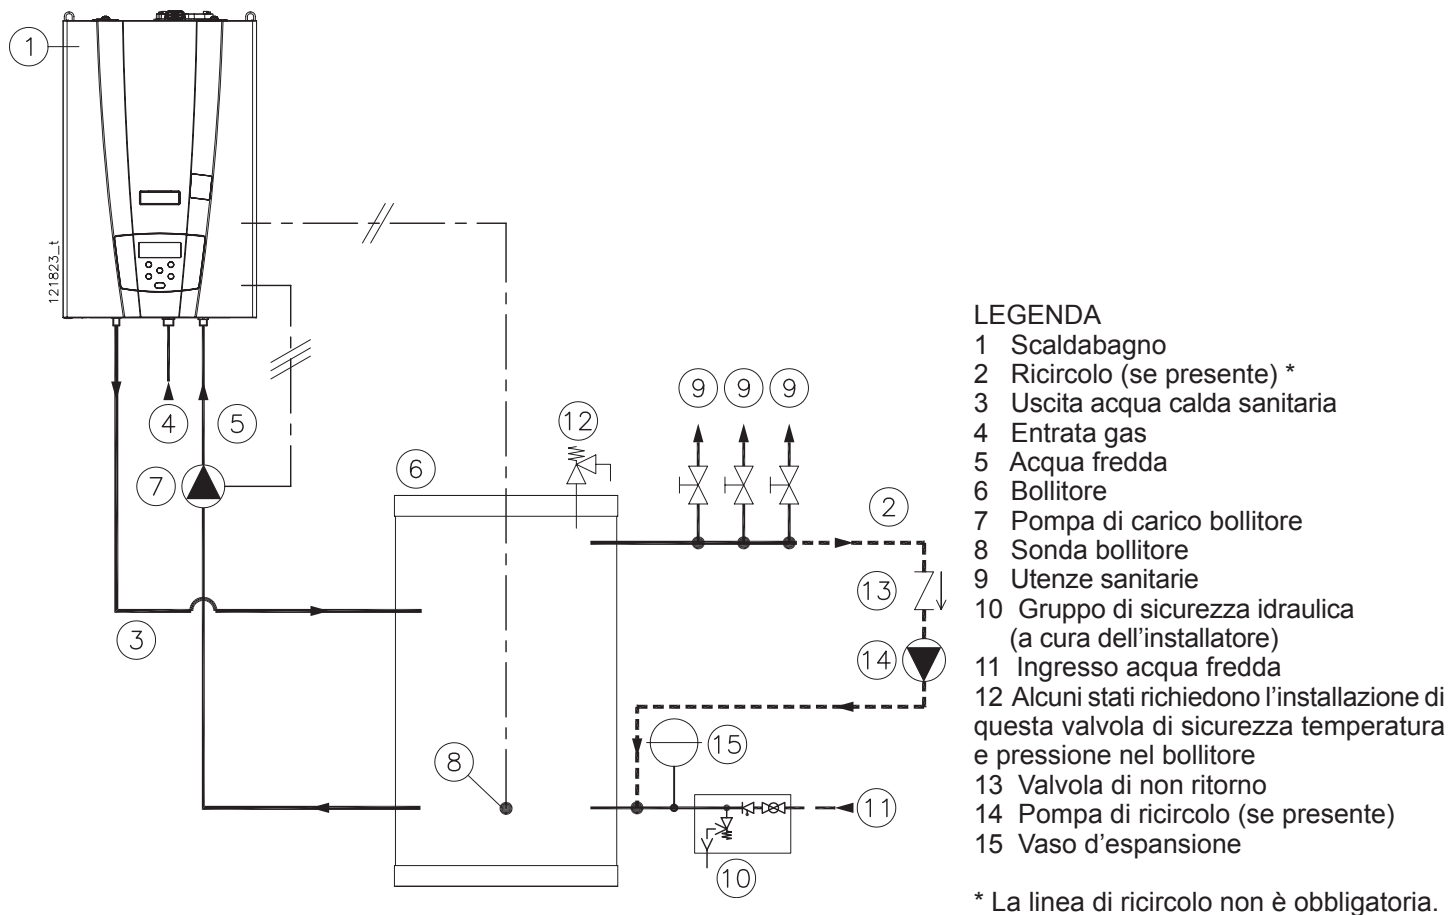 1
121823_t
4
5
7
6
12
9
9
9
2
13
3
14
15
8
11
10
LEGENDA
1 Scaldabagno
2 Ricircolo (se presente) *
3 Uscita acqua calda sanitaria
4 Entrata gas
5 Acqua fredda
6 Bollitore
7 Pompa di carico bollitore
8 Sonda bollitore
9 Utenze sanitarie
10 Gruppo di sicurezza idraulica
(a cura dell'installatore)
11 Ingresso acqua fredda
12 Alcuni stati richiedono l'installazione di
questa valvola di sicurezza temperatura
e pressione nel bollitore
13 Valvola di non ritorno
14 Pompa di ricircolo (se presente)
15 Vaso d'espansione
* La linea di ricircolo non è obbligatoria.